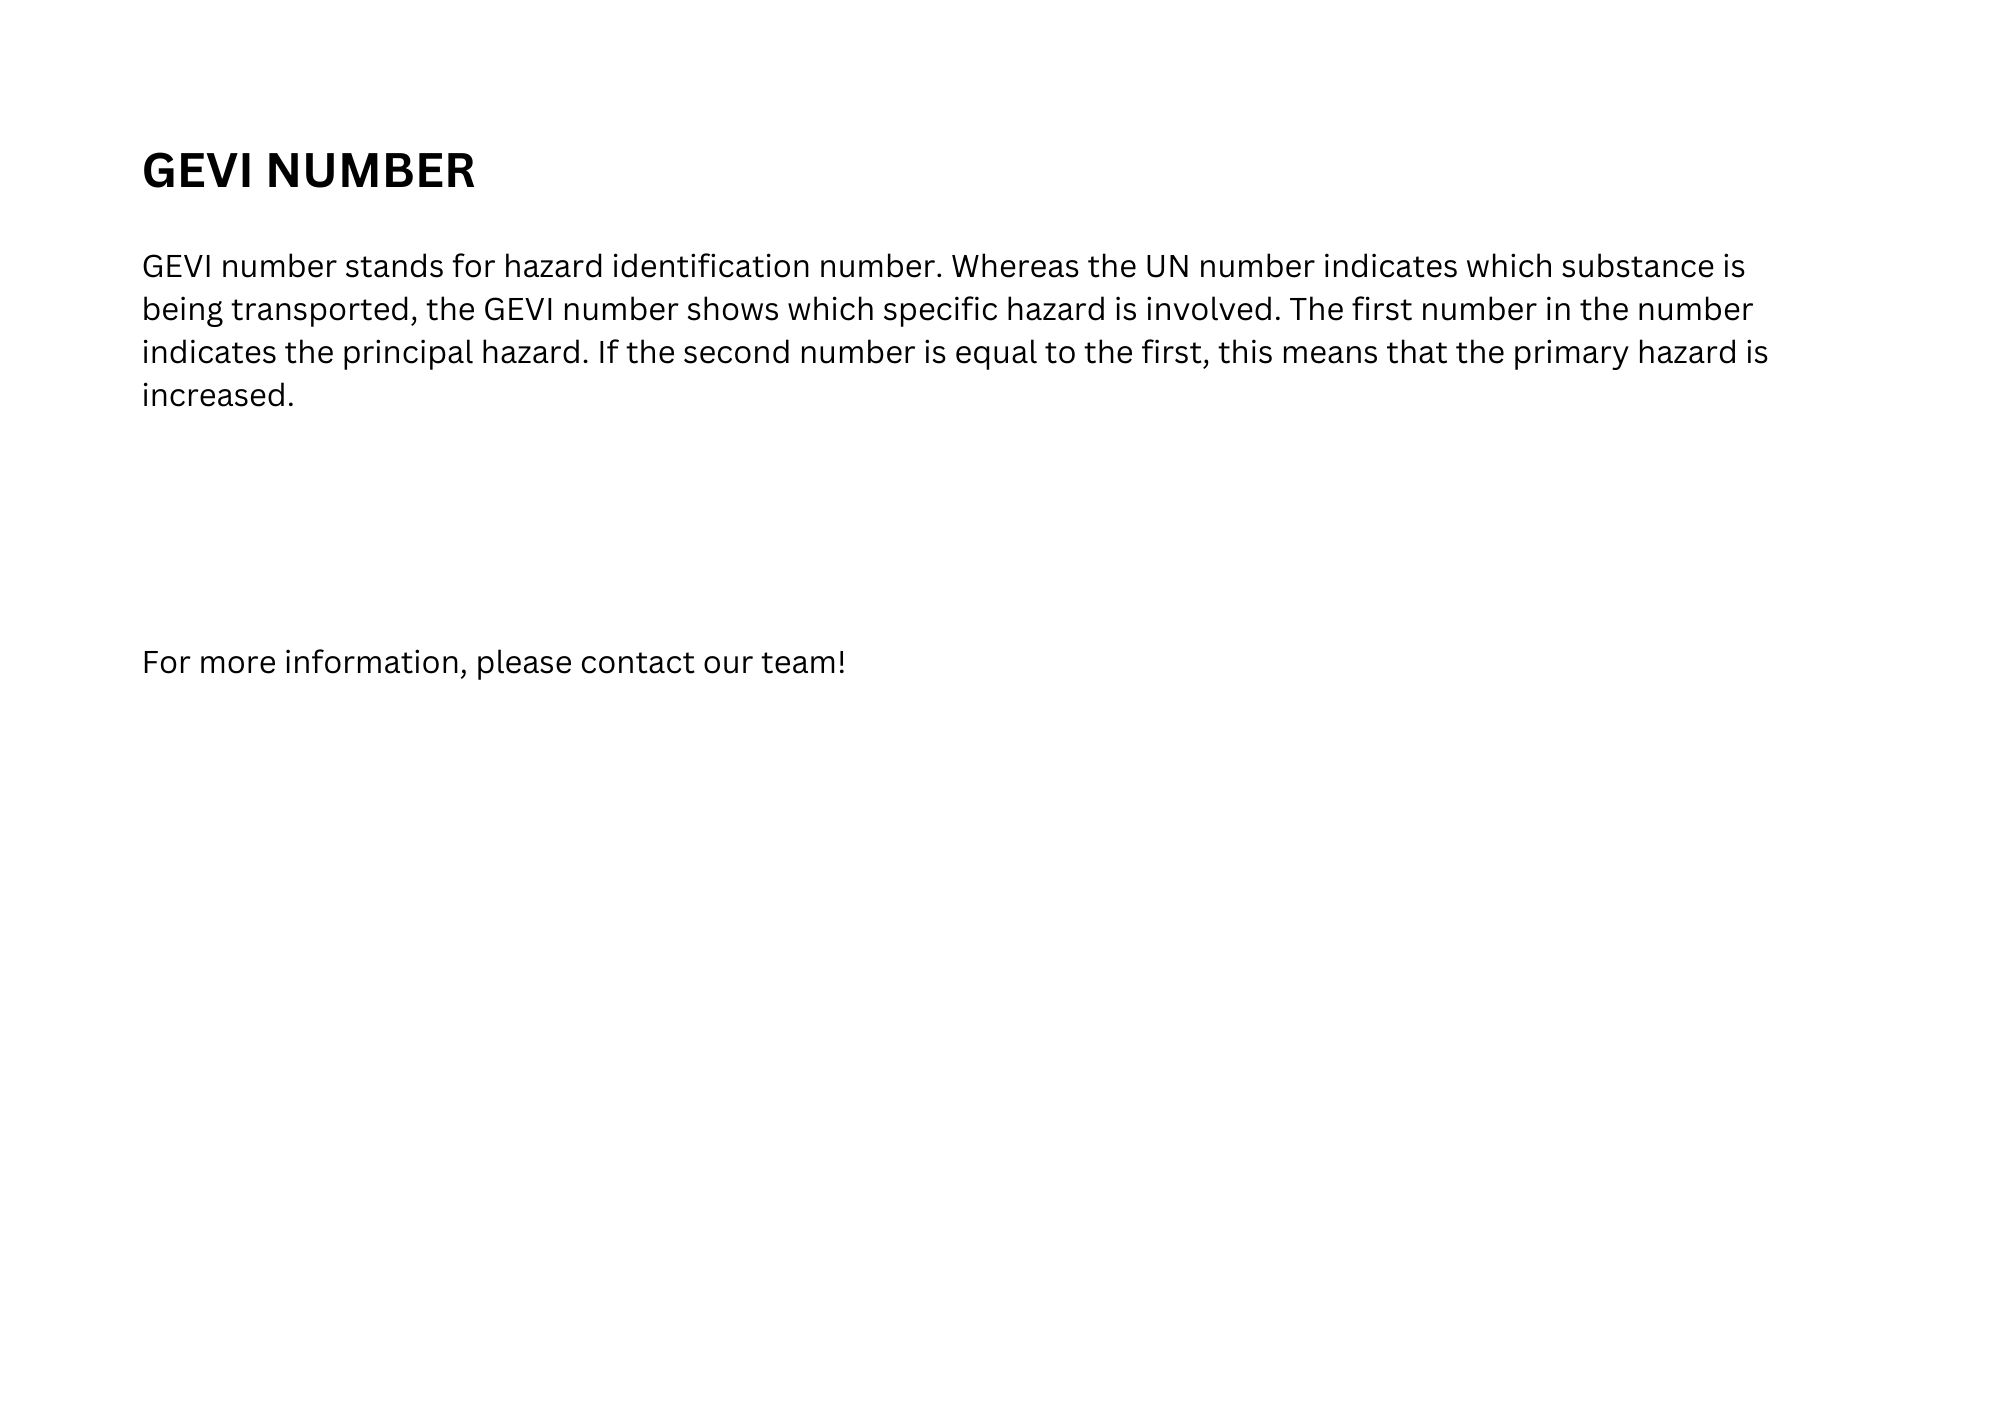 GEVI NUMBER
GEVI number stands for hazard identification number. Whereas the UN number indicates which substance is
being transported, the GEVI number shows which specific hazard is involved. The first number in the number
indicates the principal hazard. If the second number is equal to the first, this means that the primary hazard is
increased.
For more information, please contact our team!